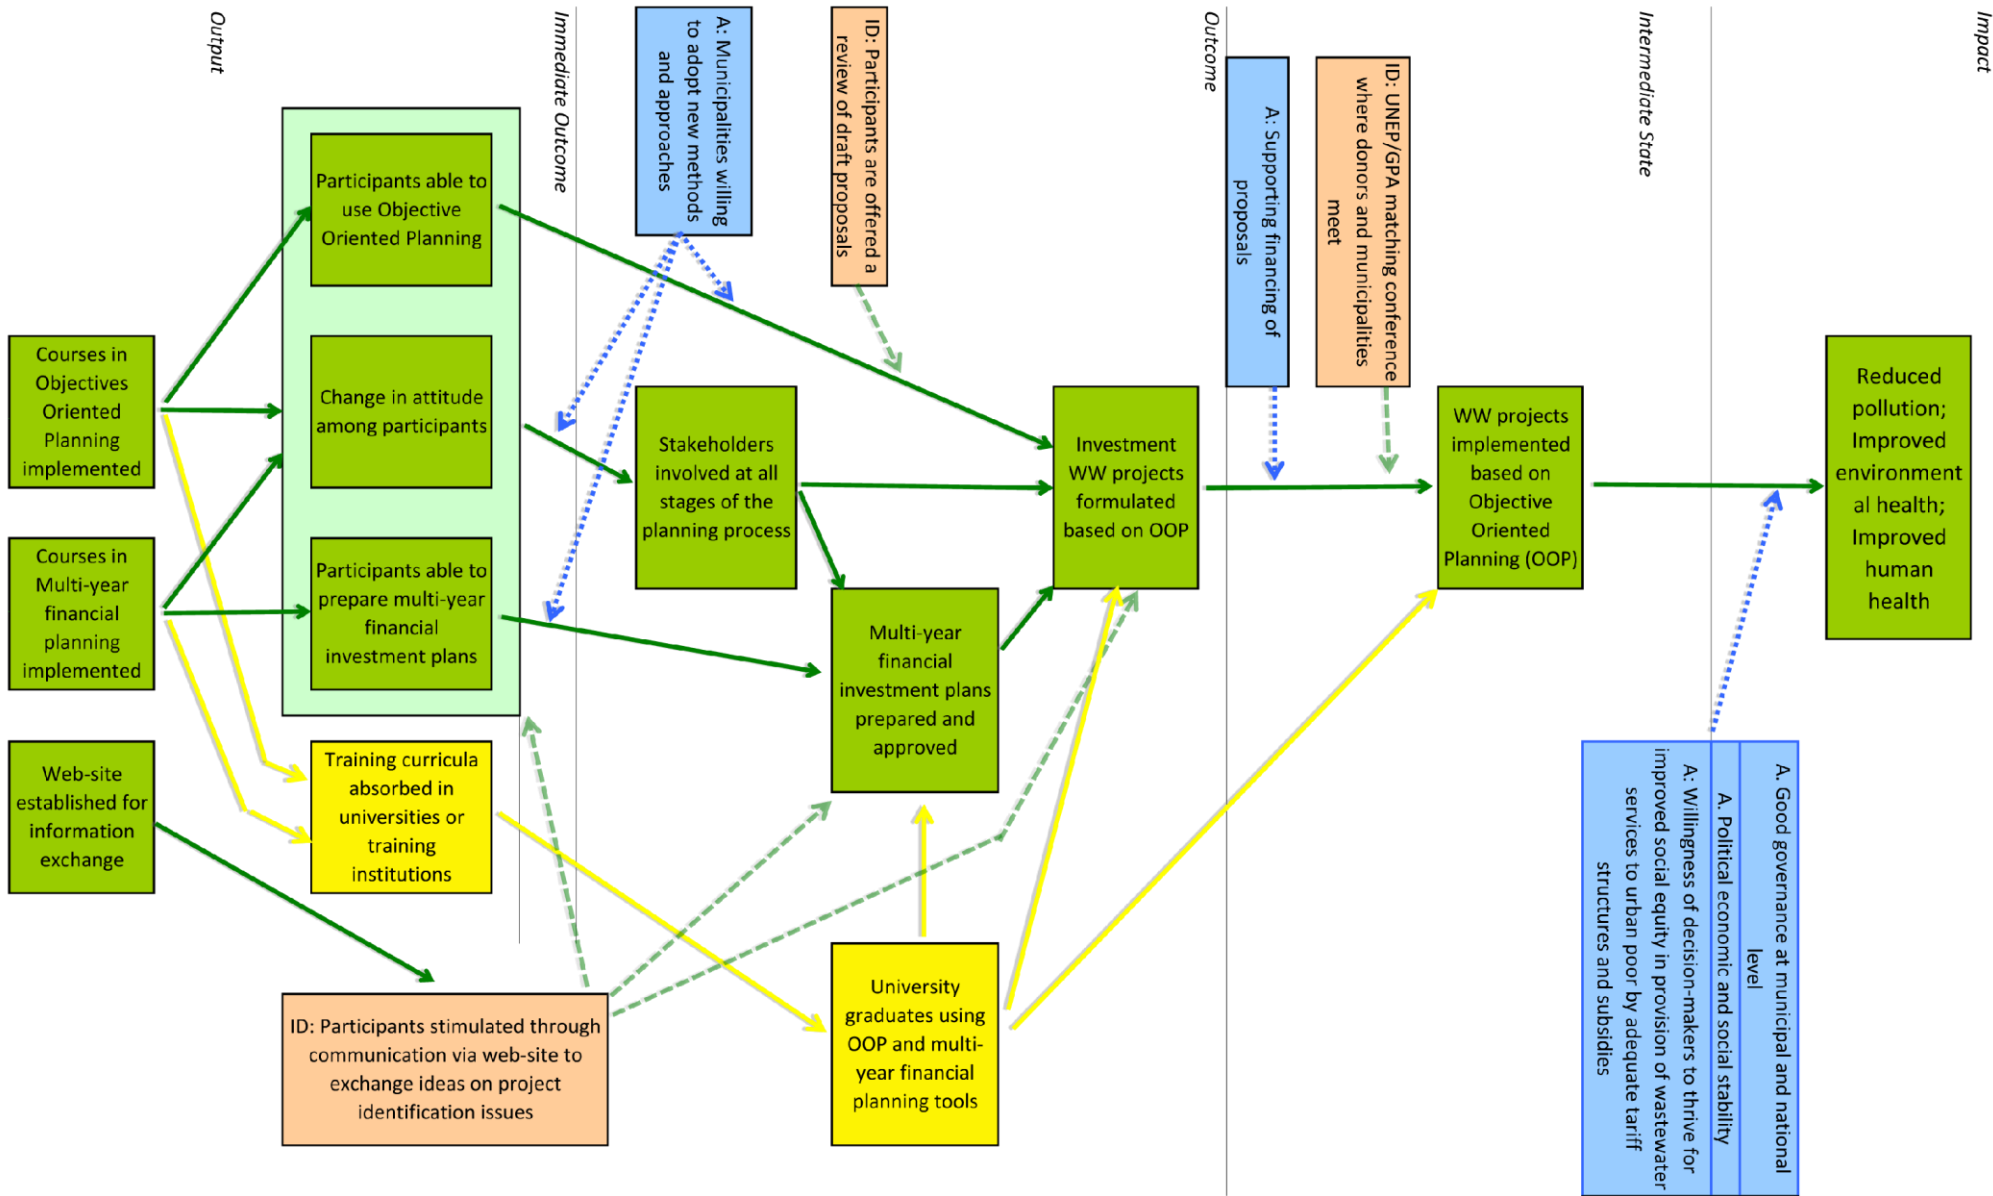 Output
Immediate Outcome
Outcome
Intermediate State
Impact
A: Municipalities willing
to adopt new methods
and approaches
ID: Participants are offered a
review of draft proposals
A: Supporting financing of
proposals
ID: UNEP/GPA matching conference
where donors and municipalities
meet
Participants able to
use Objective
Oriented Planning
Courses in
Objectives
Oriented
Planning
implemented
Change in attitude
among participants
Stakeholders
involved at all
stages of the
planning process
Investment
WW projects
formulated
based on OOP
WW projects
implemented
based on
Objective
Oriented
Planning (OOP)
Reduced
pollution;
Improved
environment
al health;
Improved
human
health
Courses in
Multi-year
financial
planning
implemented
Participants able to
prepare multi-year
financial
investment plans
Multi-year
financial
investment plans
prepared and
approved
Web-site
established for
information
exchange
Training curricula
absorbed in
universities or
training
institutions
A. Good governance at municipal and national
level
A. Political economic and social stability
A: Willingness of decision-makers to thrive for
improved social equity in provision of wastewater
services to urban poor by adequate tariff
structures and subsidies
ID: Participants stimulated through
communication via web-site to
exchange ideas on project
identification issues
University
graduates using
OOP and multi-
year financial
planning tools